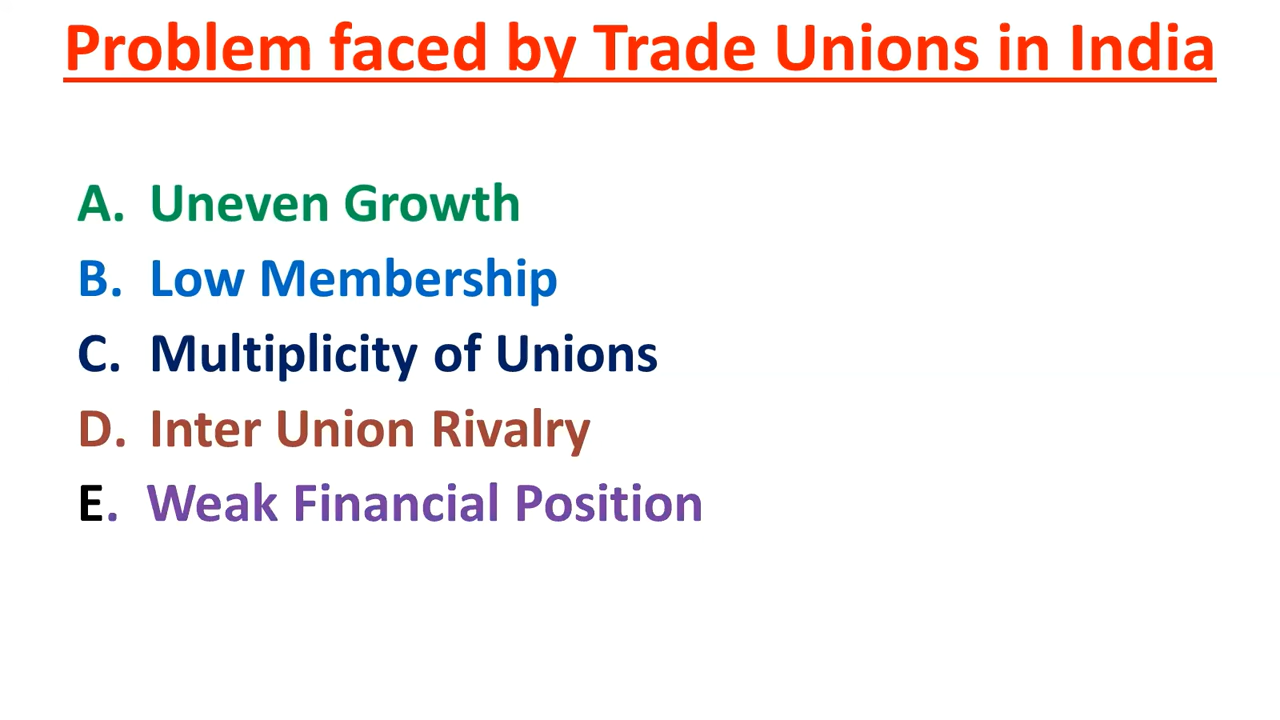 Problem faced by Trade Unions in India
A. Uneven Growth
B. Low Membership
C. Multiplicity of Unions
D. Inter Union Rivalry
E. Weak Financial Position